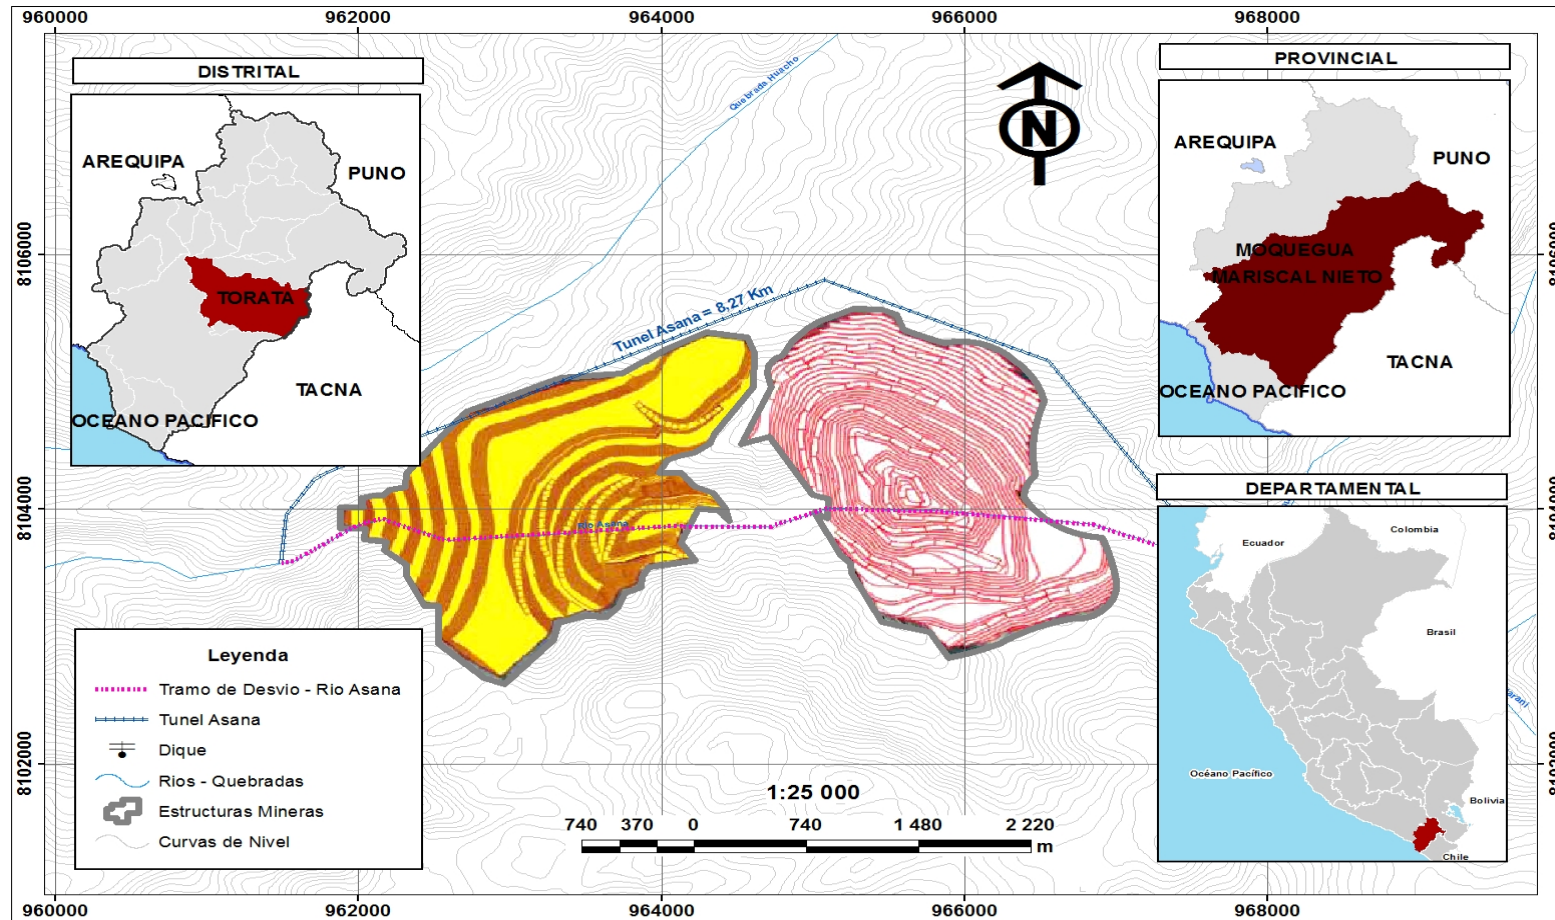 960000
962000
964000
966000
968000
DISTRITAL
AREQUIPA
PUNO
TORATA
TACNA
OCEANO PACIFICO
Quebrada Huacho
N
PROVINCIAL
AREQUIPA
PUNO
MOQUEGUA
MARISCAL NIETO
TACNA
OCEANO PACIFICO
8106000
8106000
Tunel Asana = 8,27 Km
8104000
Rio Asana
8104000
DEPARTAMENTAL
Ecuador
Colombia
Brasil
Océano Pacífico
Bolivia
Chile
Leyenda
Tramo de Desvio - Rio Asana
Tunel Asana
Dique
Rios - Quebradas
Estructuras Mineras
Curvas de Nivel
8102000
8102000
1:25 000
740 370 0 740 1 480 2 220
m
960000
962000
964000
966000
968000